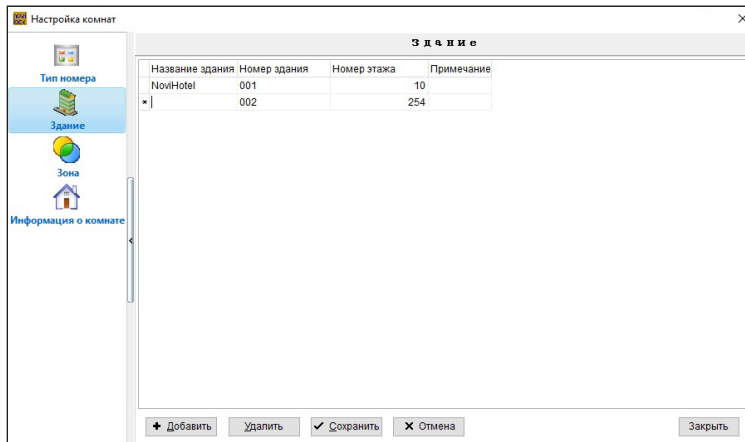 Настройка комнат
Здание
Тип номера
Здание
Зона
Информация о комнате
Название здания Номер здания Номер этажа Примечание
NoviHotel 001 10
* 002 254
Добавить Удалить Сохранить Отмена Закрыть